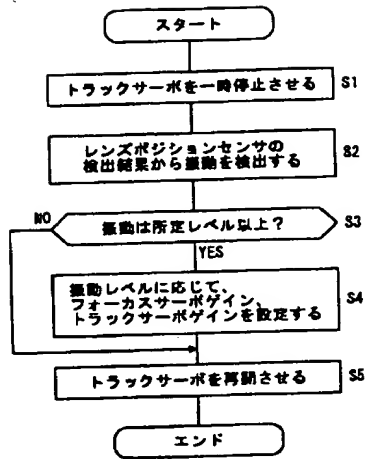 スタート
トラックサーボを一時停止させる S1
レンズポジションセンサの
検出結果から振動を検出する
S2
振動は所定レベル以上? S3
NO
YES
振動レベルに応じて、
フォーカスサーボゲイン、
トラックサーボゲインを設定する
S4
トラックサーボを再開させる S5
エンド